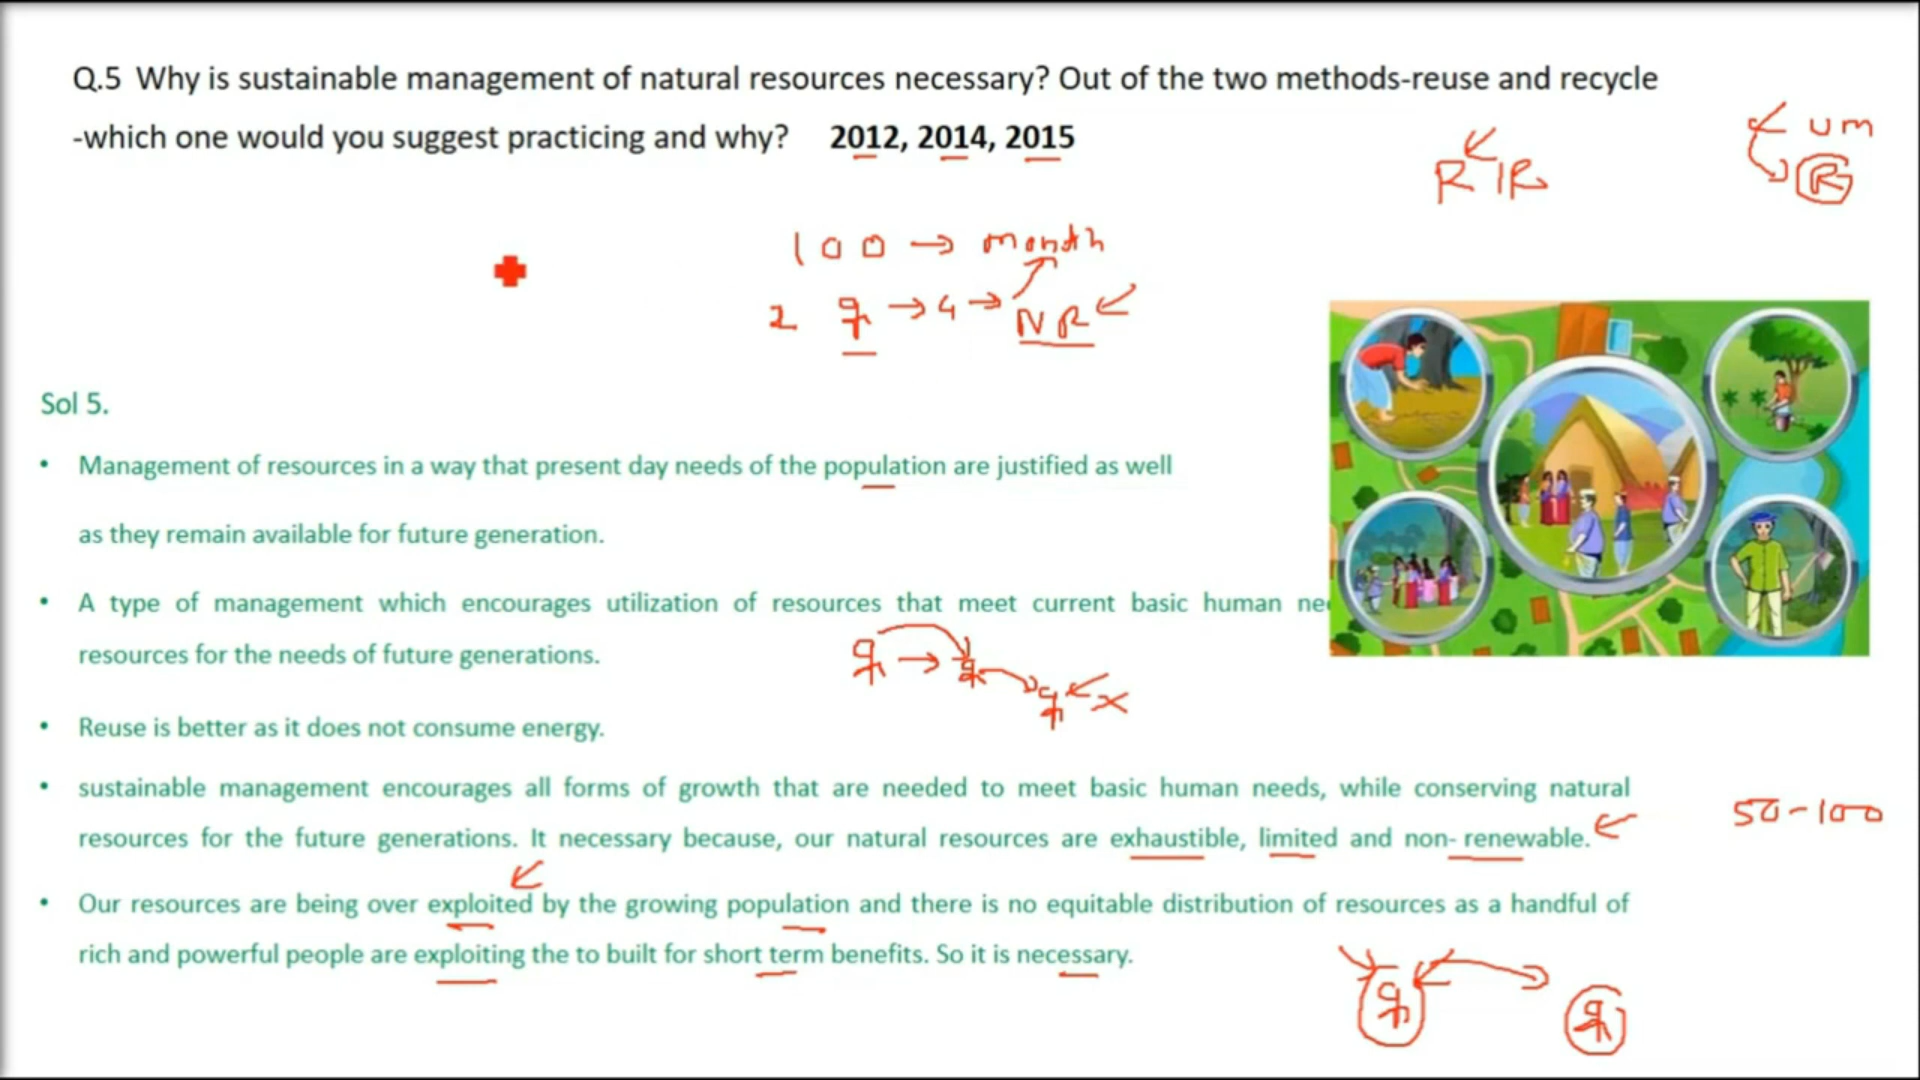 Q.5 Why is sustainable management of natural resources necessary? Out of the two methods-reuse and recycle
-which one would you suggest practicing and why? 2012, 2014, 2015
um
R
R R
100 → month
2 → 4 → NR
Sol 5.
• Management of resources in a way that present day needs of the population are justified as well
as they remain available for future generation.
• A type of management which encourages utilization of resources that meet current basic human
resources for the needs of future generations.
• Reuse is better as it does not consume energy.
• sustainable management encourages all forms of growth that are needed to meet basic human needs, while conserving natural
resources for the future generations. It necessary because, our natural resources are exhaustible, limited and non- renewable.
50-100
• Our resources are being over exploited by the growing population and there is no equitable distribution of resources as a handful of
rich and powerful people are exploiting the to built for short term benefits. So it is necessary.